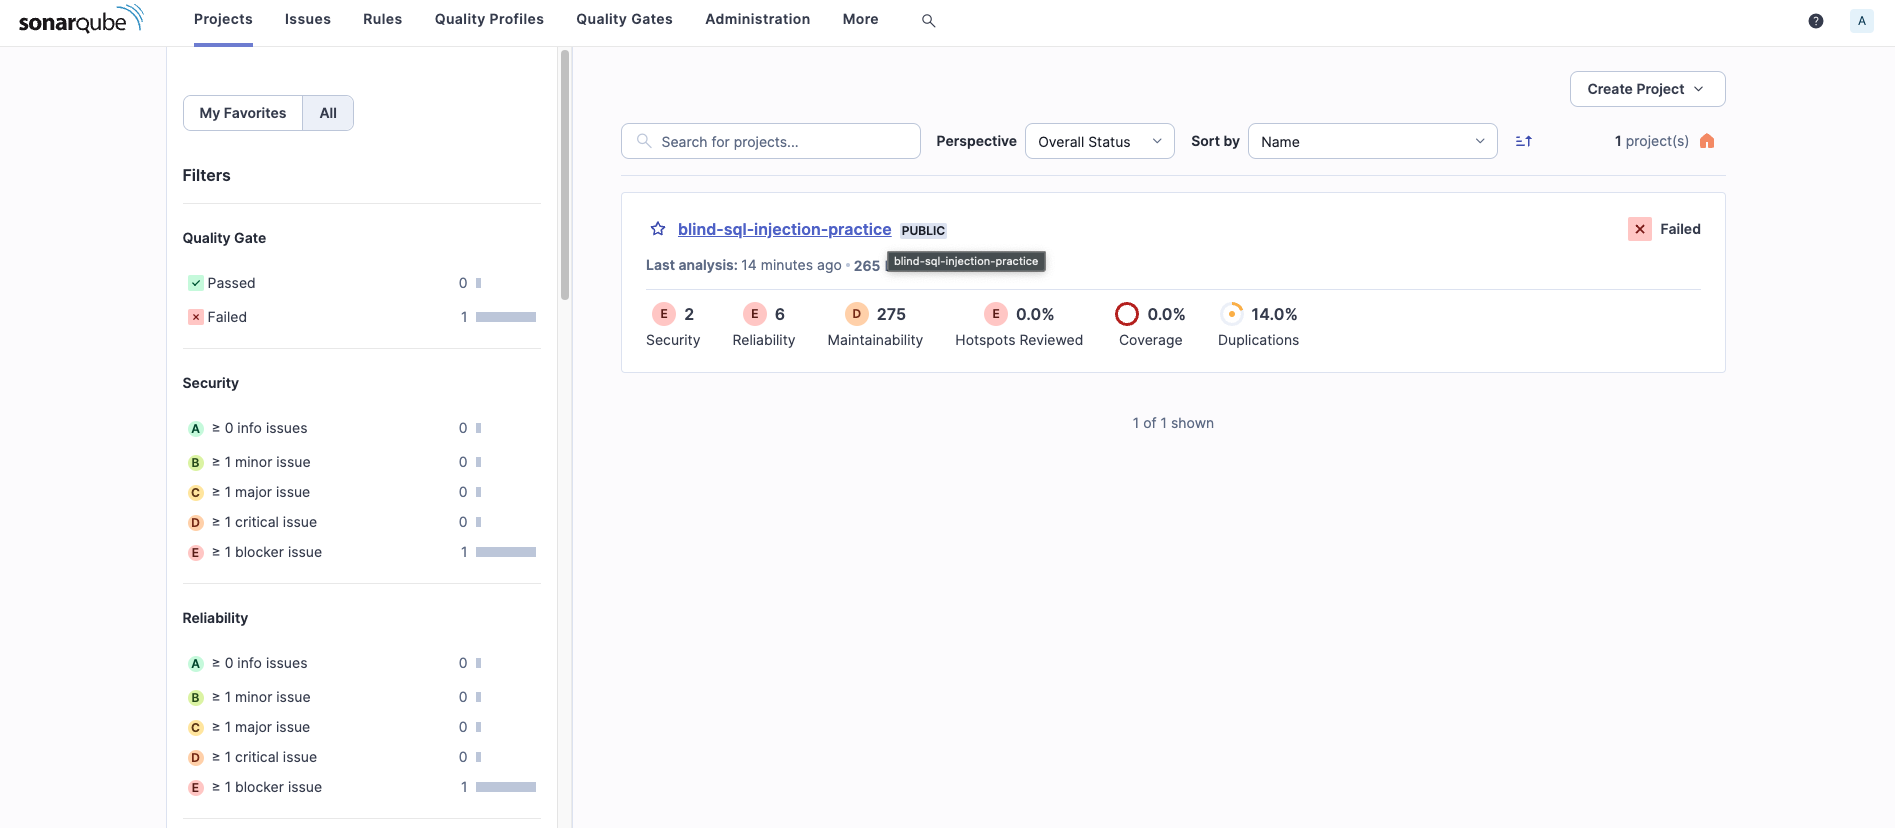 sonarqube Projects Issues Rules Quality Profiles Quality Gates Administration More ? A
My Favorites All
Filters
Quality Gate
Passed 0
Failed 1
Security
A ≥ 0 info issues 0
B ≥ 1 minor issue 0
C ≥ 1 major issue 0
D ≥ 1 critical issue 0
E ≥ 1 blocker issue 1
Reliability
A ≥ 0 info issues 0
B ≥ 1 minor issue 0
C ≥ 1 major issue 0
D ≥ 1 critical issue 0
E ≥ 1 blocker issue 1
Create Project
Search for projects... Perspective Overall Status Sort by Name 1 project(s)
blind-sql-injection-practice PUBLIC Failed
Last analysis: 14 minutes ago • 265
blind-sql-injection-practice
E 2 E 6 D 275 E 0.0% 0.0% 14.0%
Security Reliability Maintainability Hotspots Reviewed Coverage Duplications
1 of 1 shown